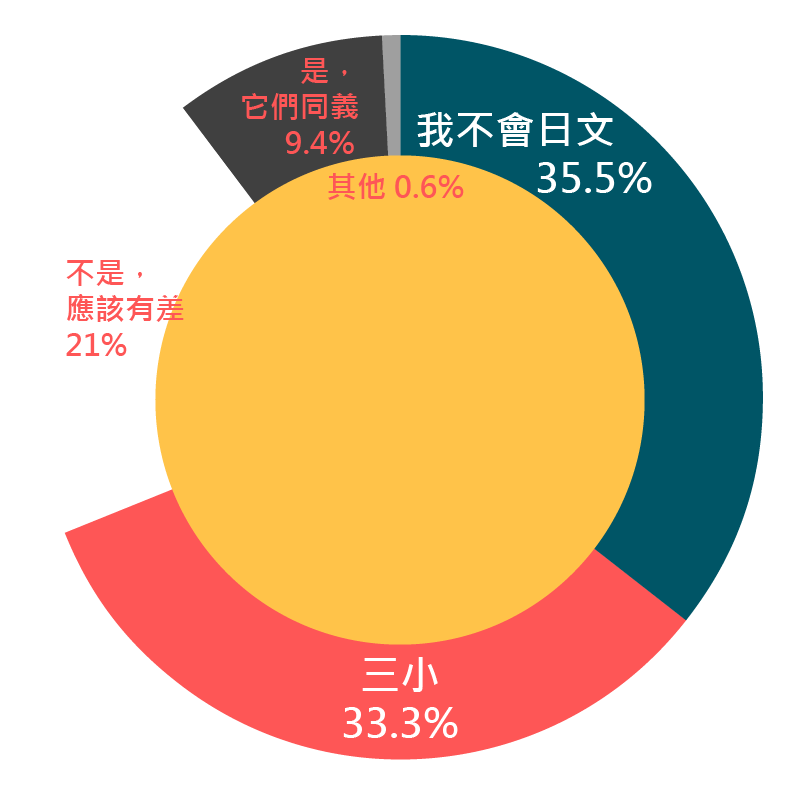 我不會日文
35.5%
三小
33.3%
不是，
應該有差
21%
是，
它們同義
9.4%
其他 0.6%